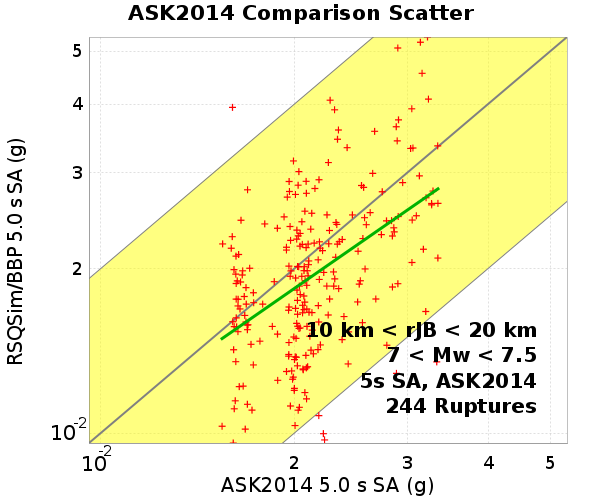 ASK2014 Comparison Scatter
RSQSim/BBP 5.0 s SA (g)
5
4
3
2
10-2
10 km < rJB < 20 km
7 < Mw < 7.5
5s SA, ASK2014
244 Ruptures
10-2 2 3 4 5
ASK2014 5.0 s SA (g)